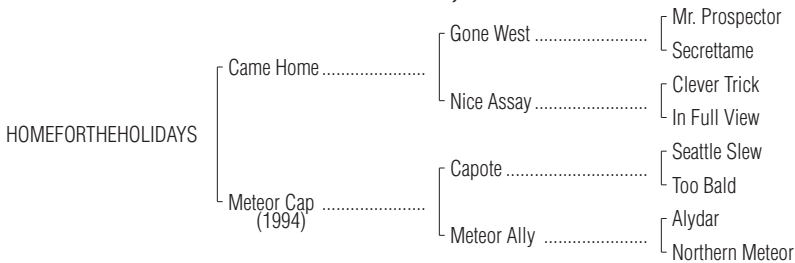 Mr. Prospector
Gone West
Secrettame
Came Home
Clever Trick
Nice Assay
In Full View
HOMEFORTHEHOLIDAYS
Seattle Slew
Capote
Too Bald
Meteor Cap
(1994)
Alydar
Meteor Ally
Northern Meteor